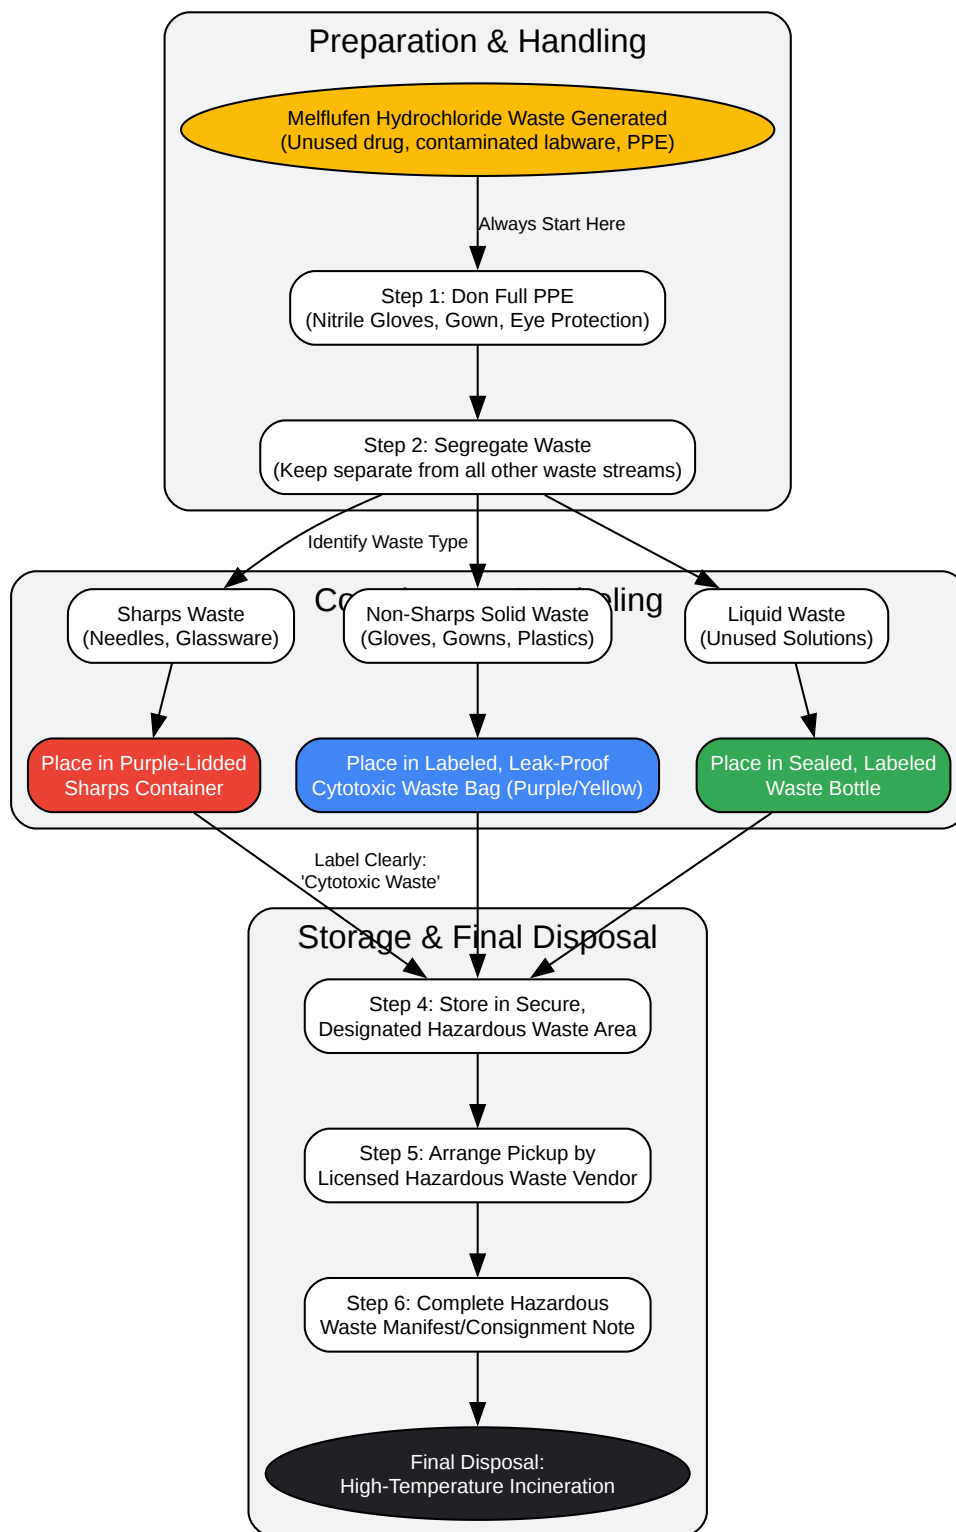 Preparation & Handling
Melflufen Hydrochloride Waste Generated
(Unused drug, contaminated labware, PPE)
Always Start Here
Step 1: Don Full PPE
(Nitrile Gloves, Gown, Eye Protection)
Step 2: Segregate Waste
(Keep separate from all other waste streams)
Identify Waste Type
Sharps Waste
(Needles, Glassware)
Non-Sharps Solid Waste
(Gloves, Gowns, Plastics)
Liquid Waste
(Unused Solutions)
Place in Purple-Lidded
Sharps Container
Place in Labeled, Leak-Proof
Cytotoxic Waste Bag (Purple/Yellow)
Place in Sealed, Labeled
Waste Bottle
Label Clearly:
'Cytotoxic Waste'
Storage & Final Disposal
Step 4: Store in Secure,
Designated Hazardous Waste Area
Step 5: Arrange Pickup by
Licensed Hazardous Waste Vendor
Step 6: Complete Hazardous
Waste Manifest/Consignment Note
Final Disposal:
High-Temperature Incineration